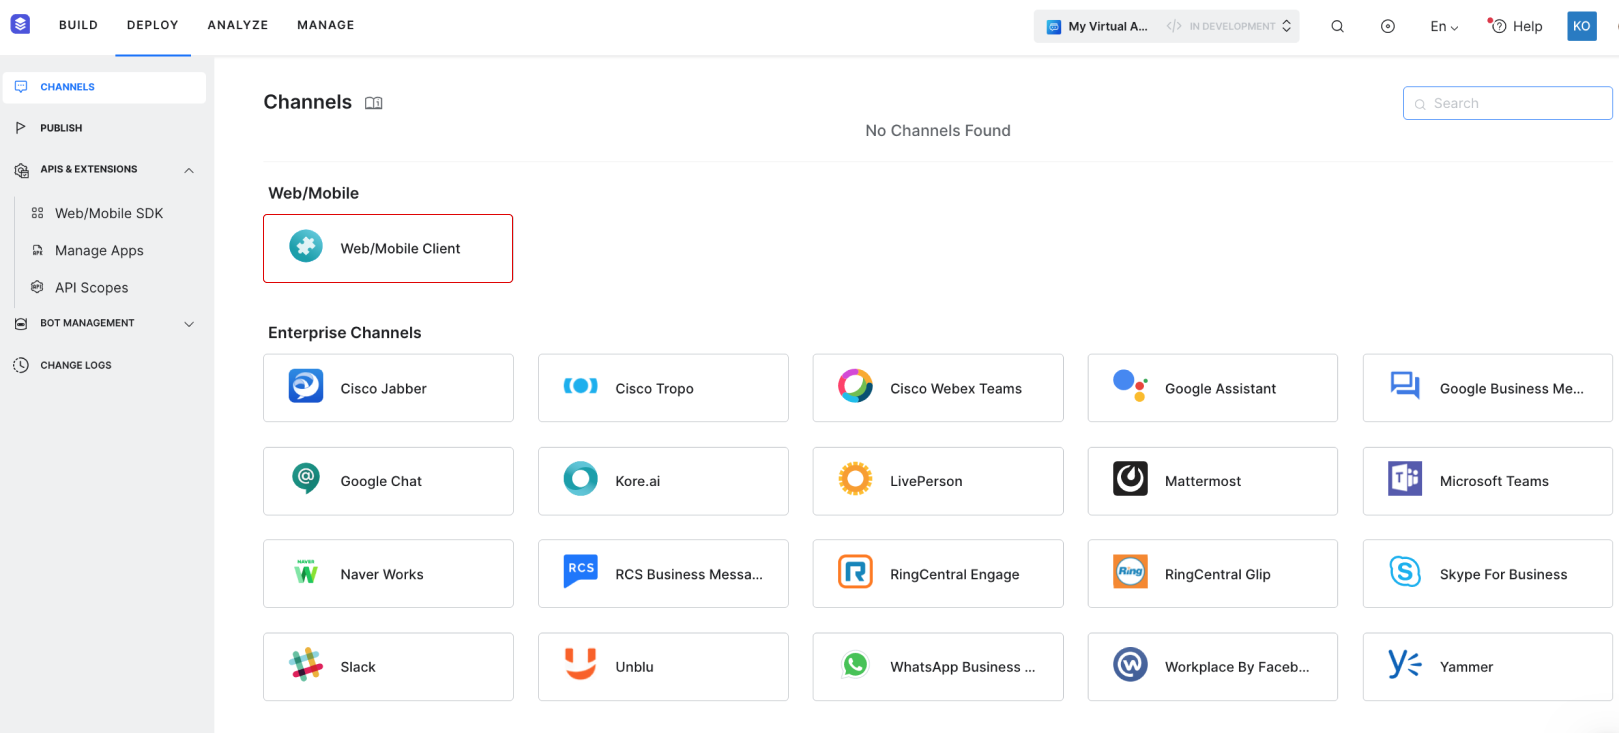 BUILD DEPLOY ANALYZE MANAGE My Virtual A... IN DEVELOPMENT En Help KO
CHANNELS
PUBLISH
APIS & EXTENSIONS
Web/Mobile SDK
Manage Apps
API Scopes
BOT MANAGEMENT
CHANGE LOGS
Channels
Search
No Channels Found
Web/Mobile
Web/Mobile Client
Enterprise Channels
Cisco Jabber
Cisco Tropo
Cisco Webex Teams
Google Assistant
Google Business Me...
Google Chat
Kore.ai
LivePerson
Mattermost
Microsoft Teams
NAVER
W
Naver Works
RCS
RCS Business Messa...
RingCentral Engage
Ring
RingCentral Glip
Skype For Business
Slack
Unblu
WhatsApp Business ...
Workplace By Faceb...
Yammer